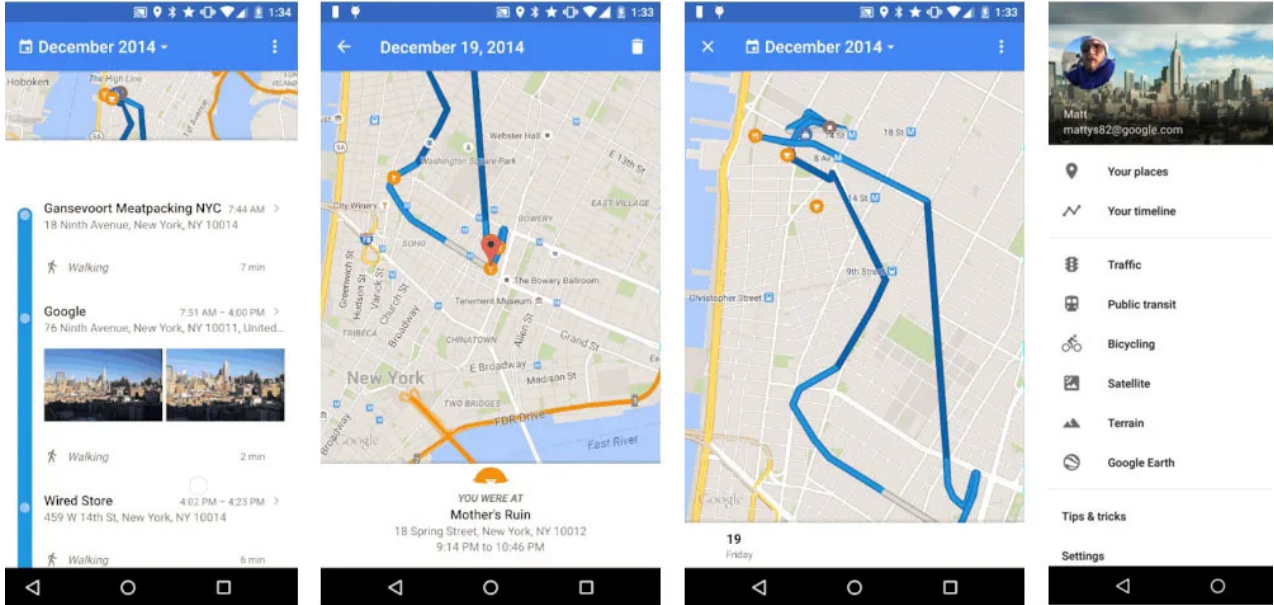 1:34
December 2014
Hoboken
The High Line
1st Avenue
Gansevoort Meatpacking NYC 7:44 AM
18 Ninth Avenue, New York, NY 10014
Walking 7 min
Google 7:51 AM – 4:00 PM
76 Ninth Avenue, New York, NY 10011, United...
Walking 2 min
Wired Store 4:02 PM – 4:23 PM
459 W 14th St, New York, NY 10014
Walking 6 min
1:33
December 19, 2014
Webster Hall
9A
Washington Square Park
E 13th St
City Winery
EAST VILLAGE
BOWERY
SOHO
Greenwich St
Hudson St
Varick St
Church St
Broadway
The Bowery Ballroom
Tenement Museum
Allen St
TRIBECA
CHINATOWN
Grand St
E Broadway
Madison St
New York
TWO BRIDGES
FDR Drive
Broadway
Google
East River
YOU WERE AT
Mother's Ruin
18 Spring Street, New York, NY 10012
9:14 PM to 10:46 PM
1:33
December 2014
14 St
18 St
8 Av
14 St
9th Street
Christopher Street
Google
19
Friday
Matt
mattys82@google.com
Your places
Your timeline
Traffic
Public transit
Bicycling
Satellite
Terrain
Google Earth
Tips & tricks
Settings